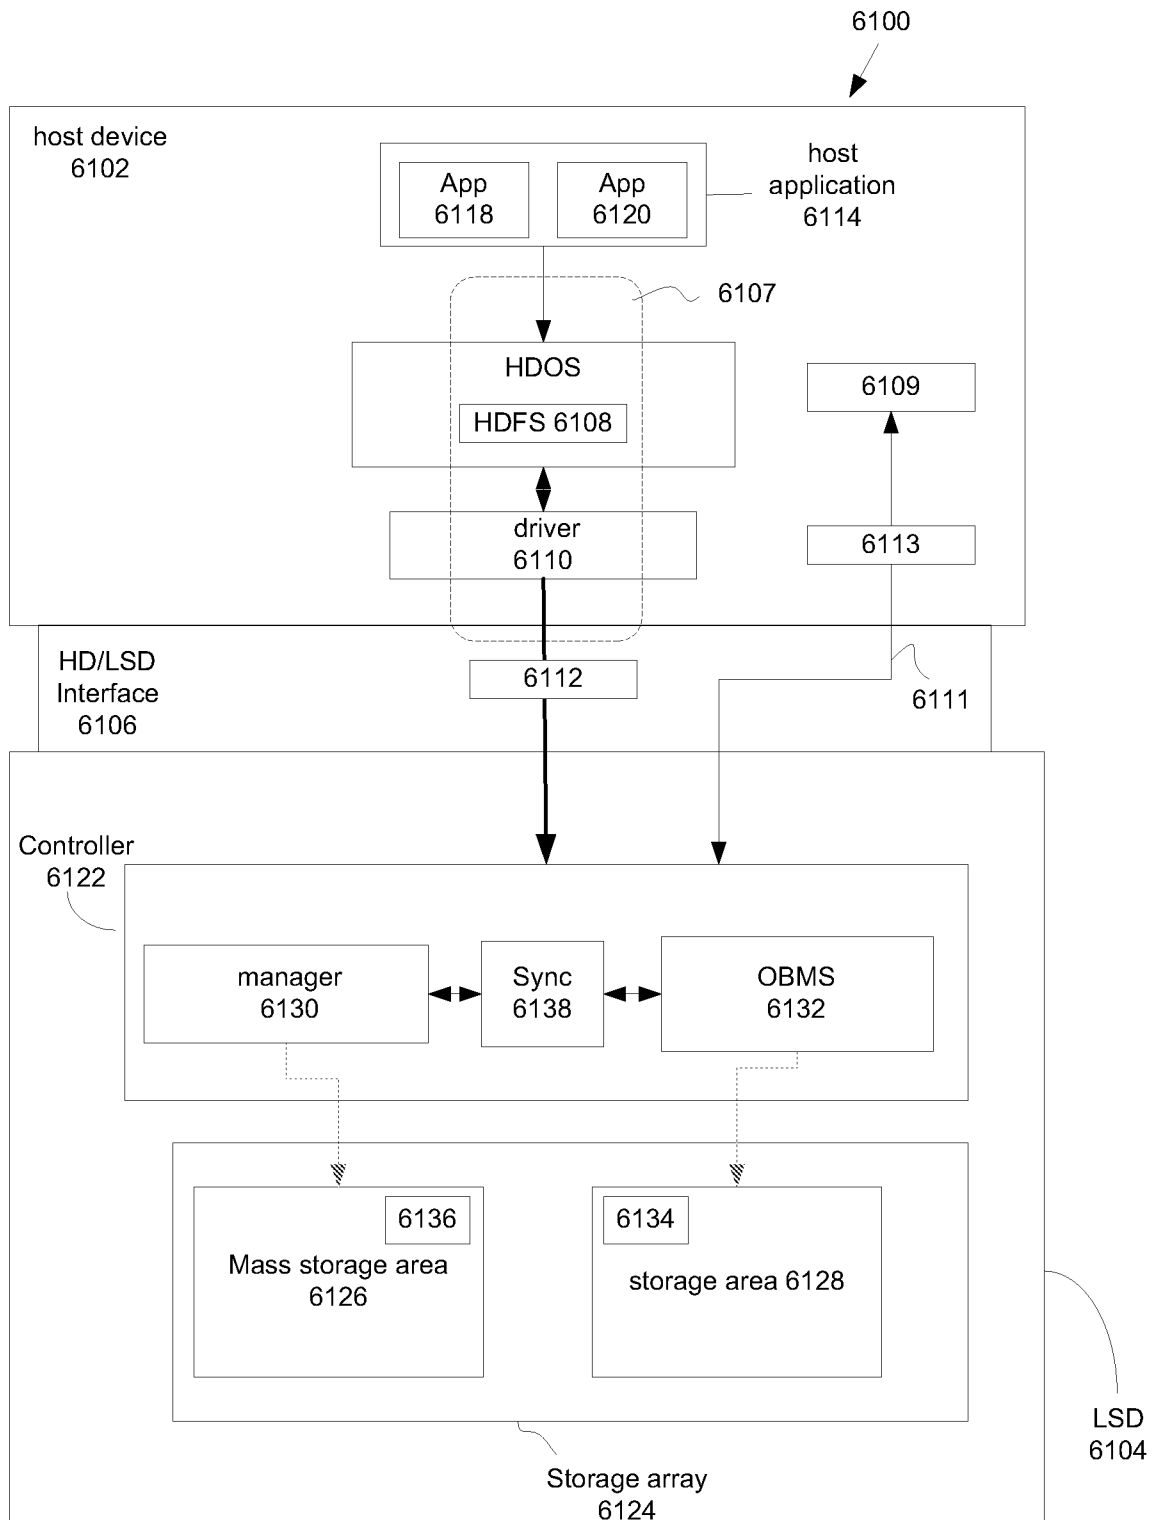 6100
host device
6102
App
6118
App
6120
host
application
6114
6107
HDOS
HDFS 6108
6109
driver
6110
6113
HD/LSD
Interface
6106
6112
6111
Controller
6122
manager
6130
Sync
6138
OBMS
6132
6136
Mass storage area
6126
6134
storage area 6128
LSD
6104
Storage array
6124